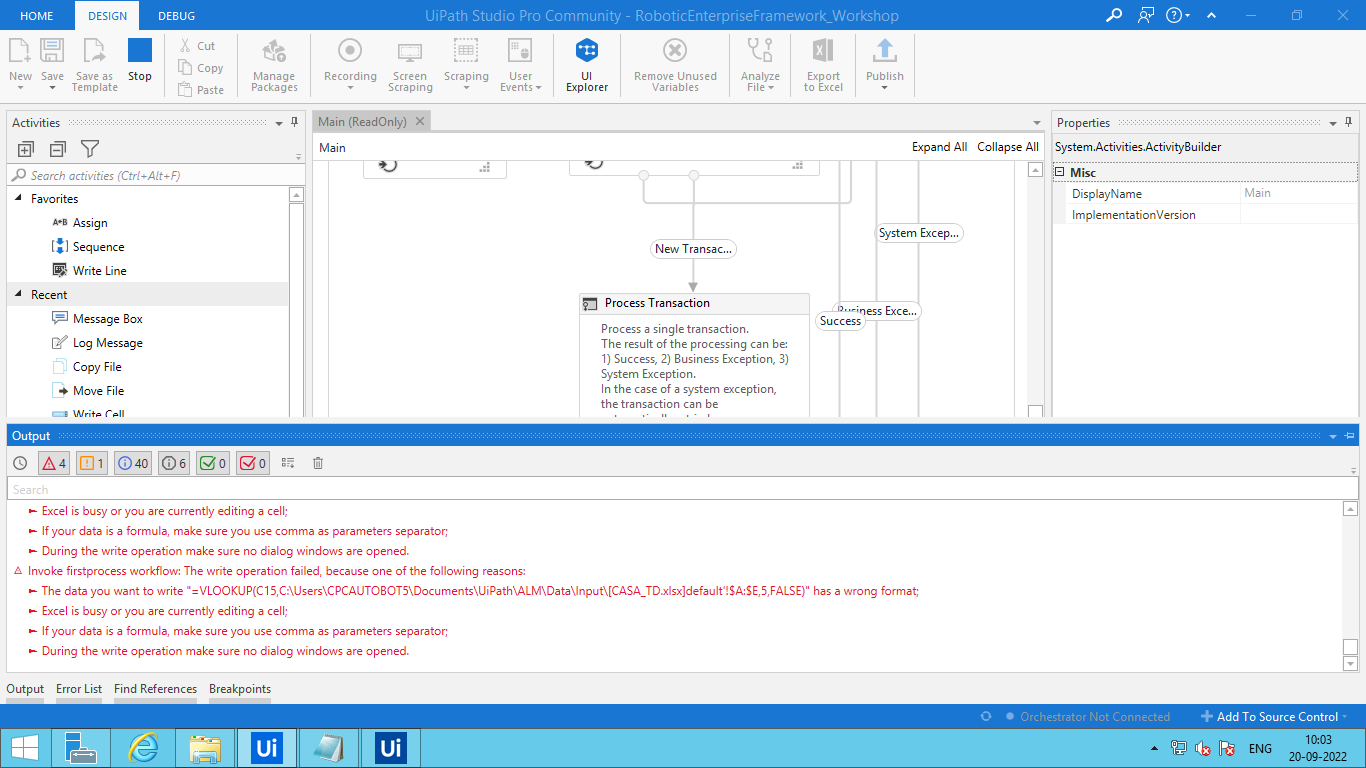 HOME DESIGN DEBUG
UiPath Studio Pro Community - RoboticEnterpriseFramework_Workshop
New
Save
Save as Template
Stop
Cut
Copy
Paste
Manage Packages
Recording
Screen Scraping
Scraping
User Events
UI Explorer
Remove Unused Variables
Analyze File
Export to Excel
Publish
Activities
Search activities (Ctrl+Alt+F)
Favorites
A*B Assign
Sequence
Write Line
Recent
Message Box
Log Message
Copy File
Move File
Write Cell
Main (ReadOnly)
Main
Expand All Collapse All
New Transac...
System Excep...
Business Exce...
Success
Process Transaction
Process a single transaction.
The result of the processing can be:
1) Success, 2) Business Exception, 3)
System Exception.
In the case of a system exception,
the transaction can be
Properties
System.Activities.ActivityBuilder
Misc
DisplayName Main
ImplementationVersion
Output
4 1 40 6 0 0
Search
Excel is busy or you are currently editing a cell;
If your data is a formula, make sure you use comma as parameters separator;
During the write operation make sure no dialog windows are opened.
Invoke firstprocess workflow: The write operation failed, because one of the following reasons:
The data you want to write "=VLOOKUP(C15,C:\Users\CPCAUTOBOT5\Documents\UiPath\ALM\Data\Input\[CASA_TD.xlsx]default'!$A:$E,5,FALSE)" has a wrong format;
Excel is busy or you are currently editing a cell;
If your data is a formula, make sure you use comma as parameters separator;
During the write operation make sure no dialog windows are opened.
Output Error List Find References Breakpoints
Orchestrator Not Connected
Add To Source Control
Ui
Ui
ENG
10:03
20-09-2022